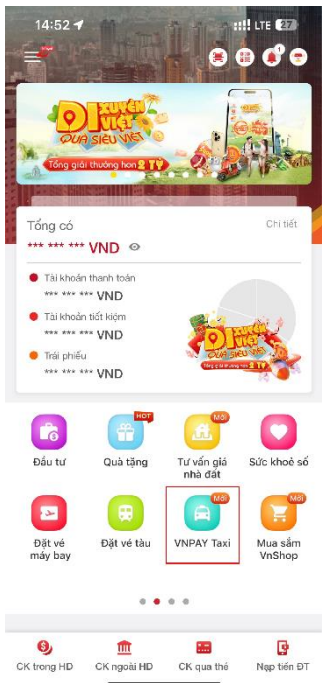 14:52
LTE 27
1
ĐI XUYÊN VIỆT
QUÀ SIÊU VIỆT
Tổng giải thưởng hơn 2 TỶ
Tổng có
Chi tiết
*** *** *** VND
Tài khoản thanh toán
*** *** *** VND
Tài khoản tiết kiệm
*** *** *** VND
Trái phiếu
*** *** *** VND
ĐI XUYÊN VIỆT
QUÀ SIÊU VIỆT
HOT
Mới
Đầu tư
Quà tặng
Tư vấn giá
nhà đất
Sức khoẻ số
Mới
Mới
Đặt vé
máy bay
Đặt vé tàu
VNPAY Taxi
Mua sắm
VnShop
CK trong HD
CK ngoài HD
CK qua thẻ
Nạp tiền ĐT